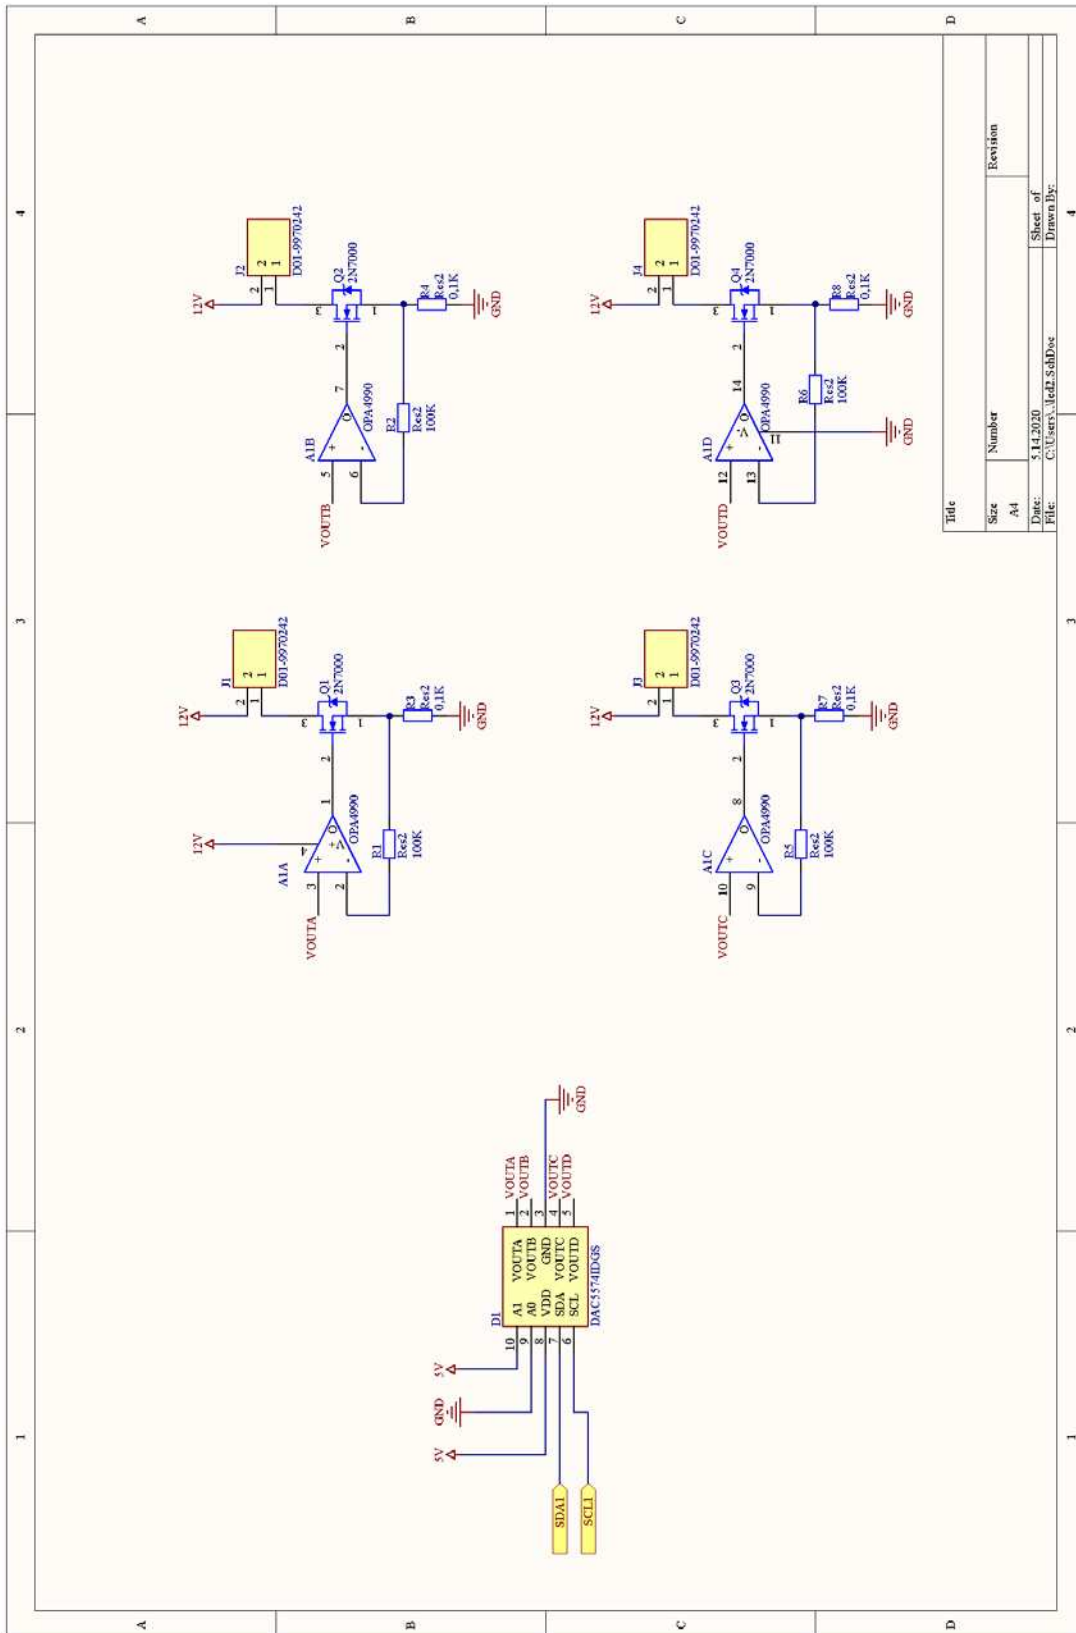 1
2
3
4
A
B
C
D
A
B
C
D
1
2
3
4
5V
GND
5V
SDA1
SCL1
D1
10 A1 VOUTA 1 VOUTA
9 A0 VOUTB 2 VOUTB
8 VDD GND 3
7 SDA VOUTC 4 VOUTC
6 SCL VOUTD 5 VOUTD
DAC5574IDGS
GND
12V
A1A
4
V+
VOUTA
3
+
2
-
O
1
OPA4990
R1
Res2
100K
12V
J1
2 2
1 1
D01-9970242
3
Q1
2N7000
2
1
R3
Res2
0,1K
GND
A1B
VOUTB
5
+
6
-
O
7
OPA4990
R2
Res2
100K
12V
J2
2 2
1 1
D01-9970242
3
Q2
2N7000
2
1
R4
Res2
0,1K
GND
A1C
VOUTC
10
+
9
-
O
8
OPA4990
R5
Res2
100K
12V
J3
2 2
1 1
D01-9970242
3
Q3
2N7000
2
1
R7
Res2
0,1K
GND
A1D
VOUTD
12
+
13
-
V-
11
O
14
OPA4990
GND
R6
Res2
100K
12V
J4
2 2
1 1
D01-9970242
3
Q4
2N7000
2
1
R8
Res2
0,1K
GND
Title
Size Number Revision
A4
Date: 5.14.2020 Sheet of
File: C:\Users\..\led2.SchDoc Drawn By: